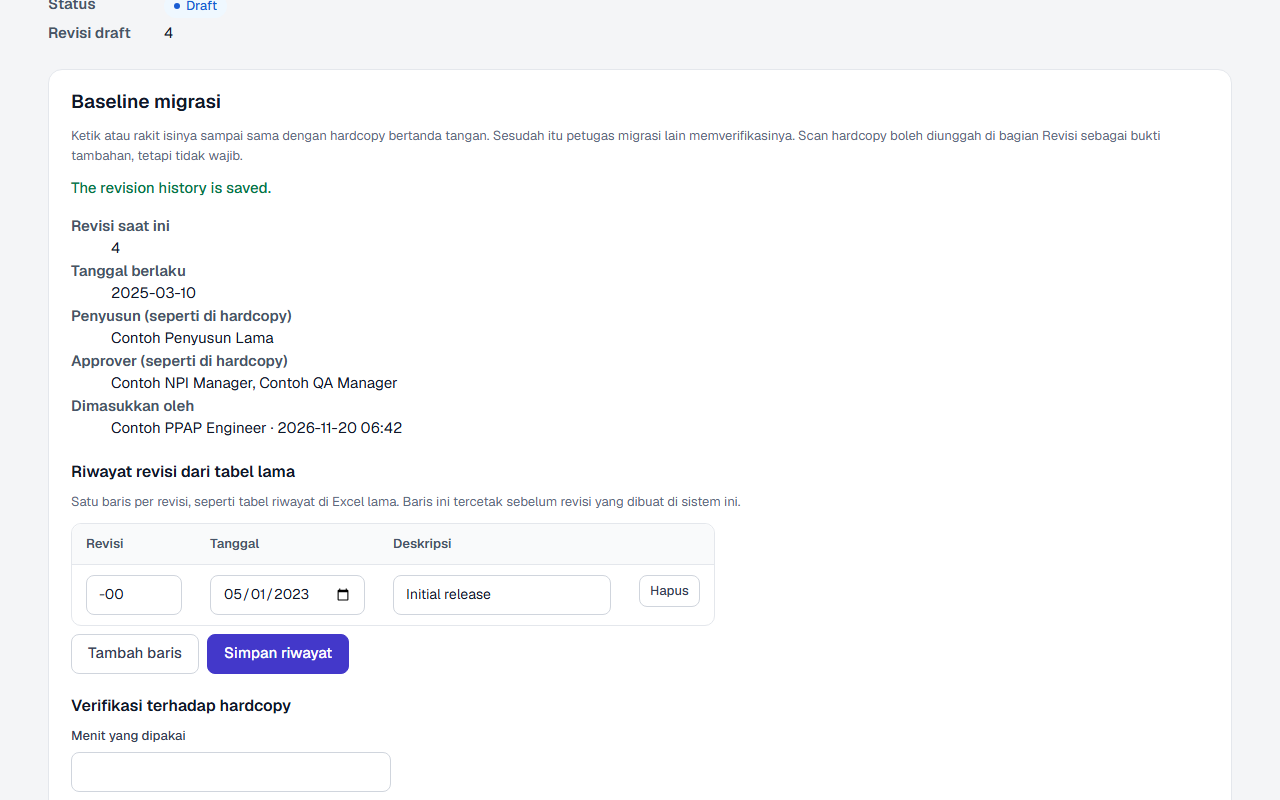 Status
Draft
Revisi draft
4
Baseline migrasi
Ketik atau rakit isinya sampai sama dengan hardcopy bertanda tangan. Sesudah itu petugas migrasi lain memverifikasinya. Scan hardcopy boleh diunggah di bagian Revisi sebagai bukti
tambahan, tetapi tidak wajib.
The revision history is saved.
Revisi saat ini
4
Tanggal berlaku
2025-03-10
Penyusun (seperti di hardcopy)
Contoh Penyusun Lama
Approver (seperti di hardcopy)
Contoh NPI Manager, Contoh QA Manager
Dimasukkan oleh
Contoh PPAP Engineer · 2026-11-20 06:42
Riwayat revisi dari tabel lama
Satu baris per revisi, seperti tabel riwayat di Excel lama. Baris ini tercetak sebelum revisi yang dibuat di sistem ini.
Revisi Tanggal Deskripsi
-00 05/01/2023 Initial release Hapus
Tambah baris Simpan riwayat
Verifikasi terhadap hardcopy
Menit yang dipakai